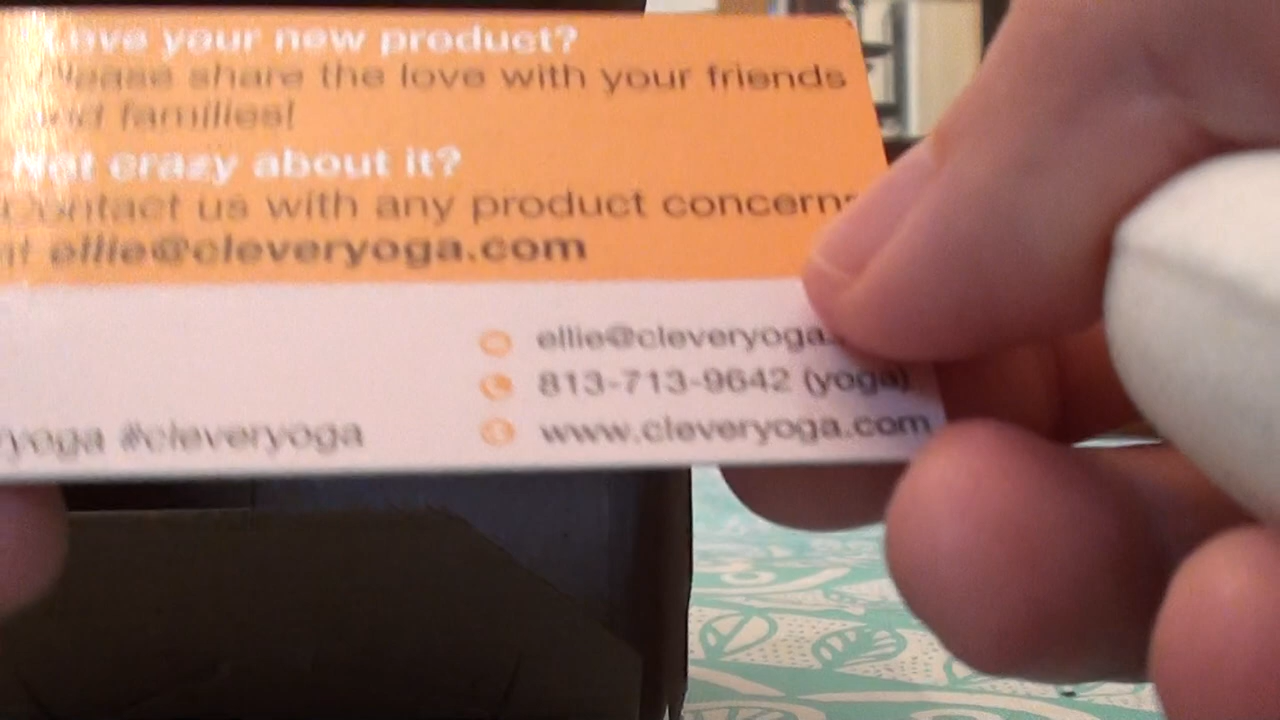 Love your new product?
Please share the love with your friends
and families!
Not crazy about it?
Contact us with any product concerns
at ellie@cleveryoga.com
ellie@cleveryoga.
813-713-9642 (yoga)
ryoga #cleveryoga
www.cleveryoga.com